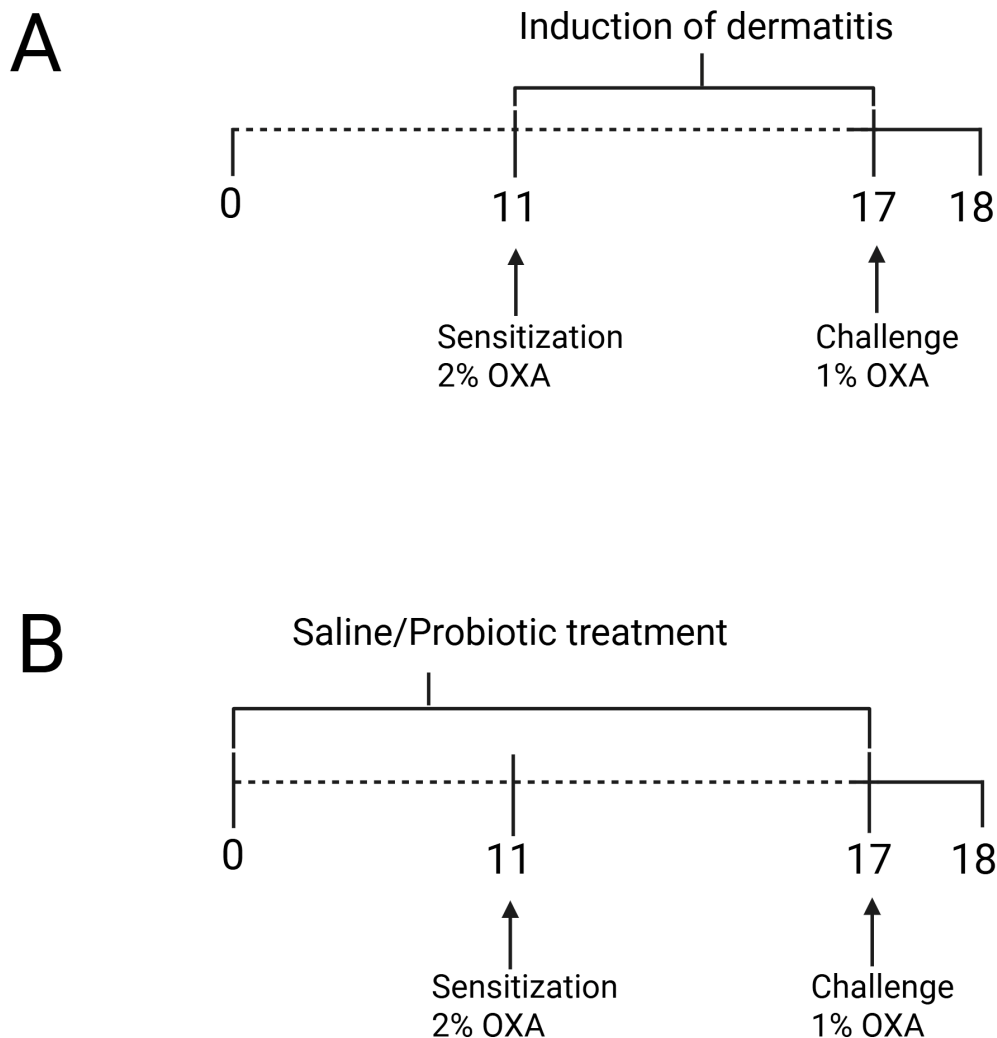 A
Induction of dermatitis
0
11
17
18
Sensitization
2% OXA
Challenge
1% OXA
B
Saline/Probiotic treatment
0
11
17
18
Sensitization
2% OXA
Challenge
1% OXA